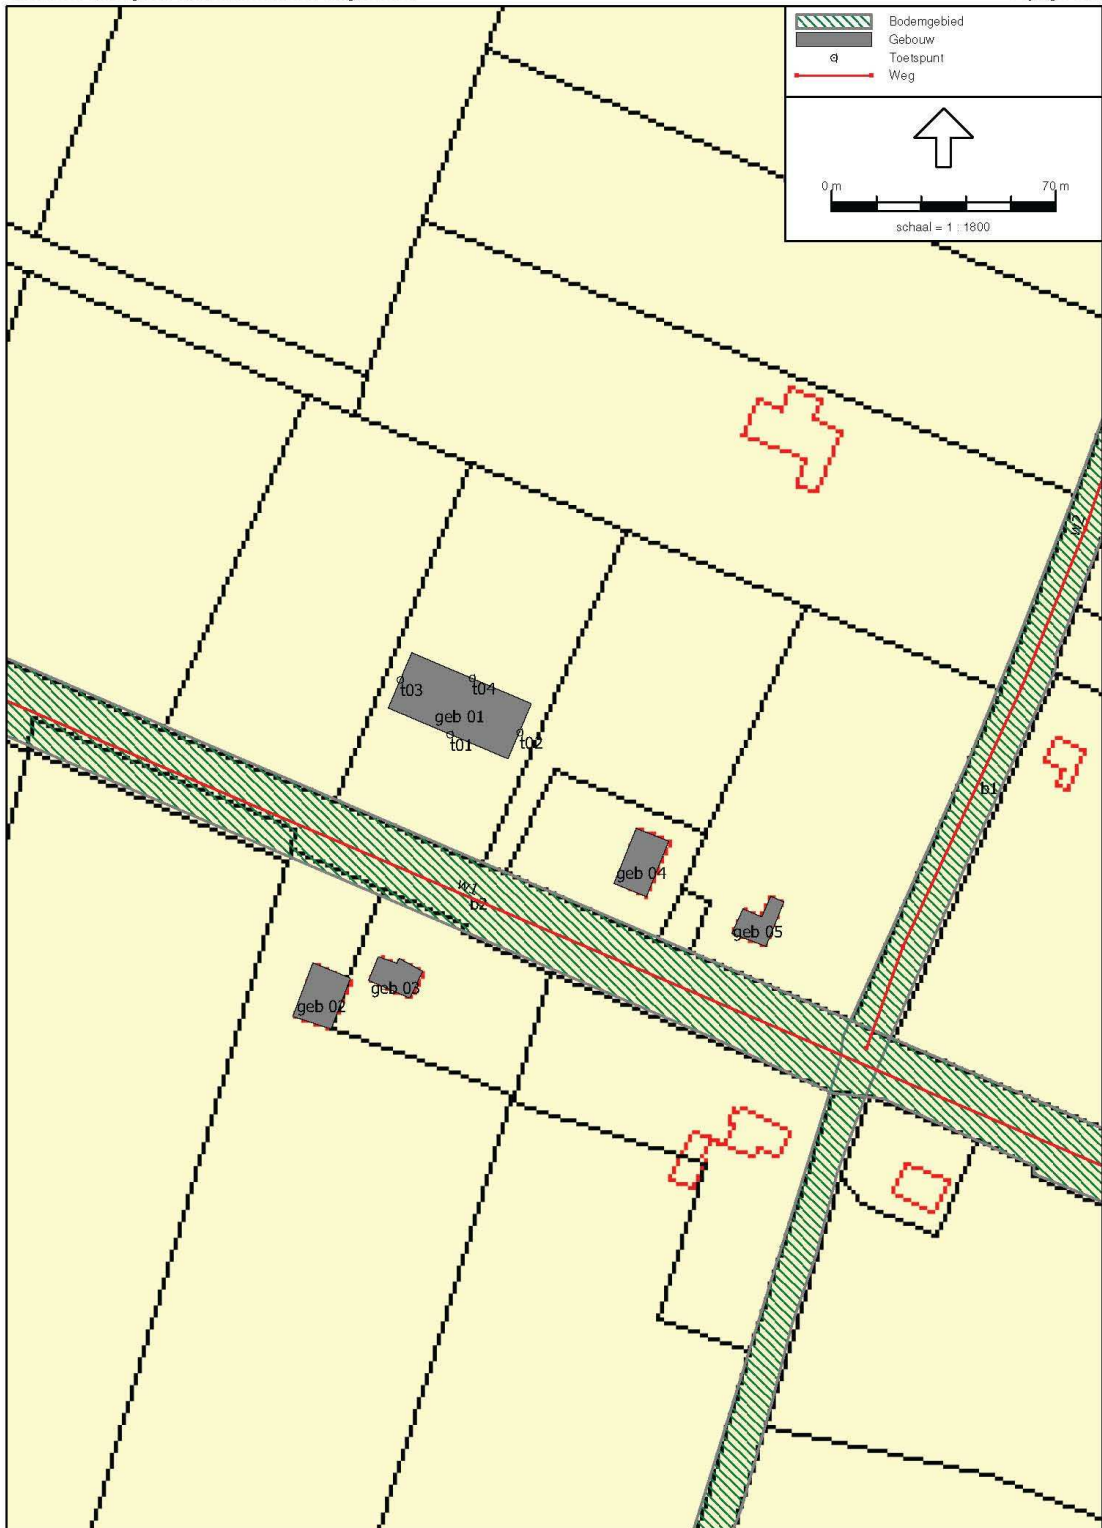 Bodemgebied
Gebouw
Toetspunt
Weg
0 m
70 m
schaal = 1 : 1800
w2
t03
t04
geb 01
t01
t02
b1
geb 04
w1
b2
geb 05
geb 03
geb 02